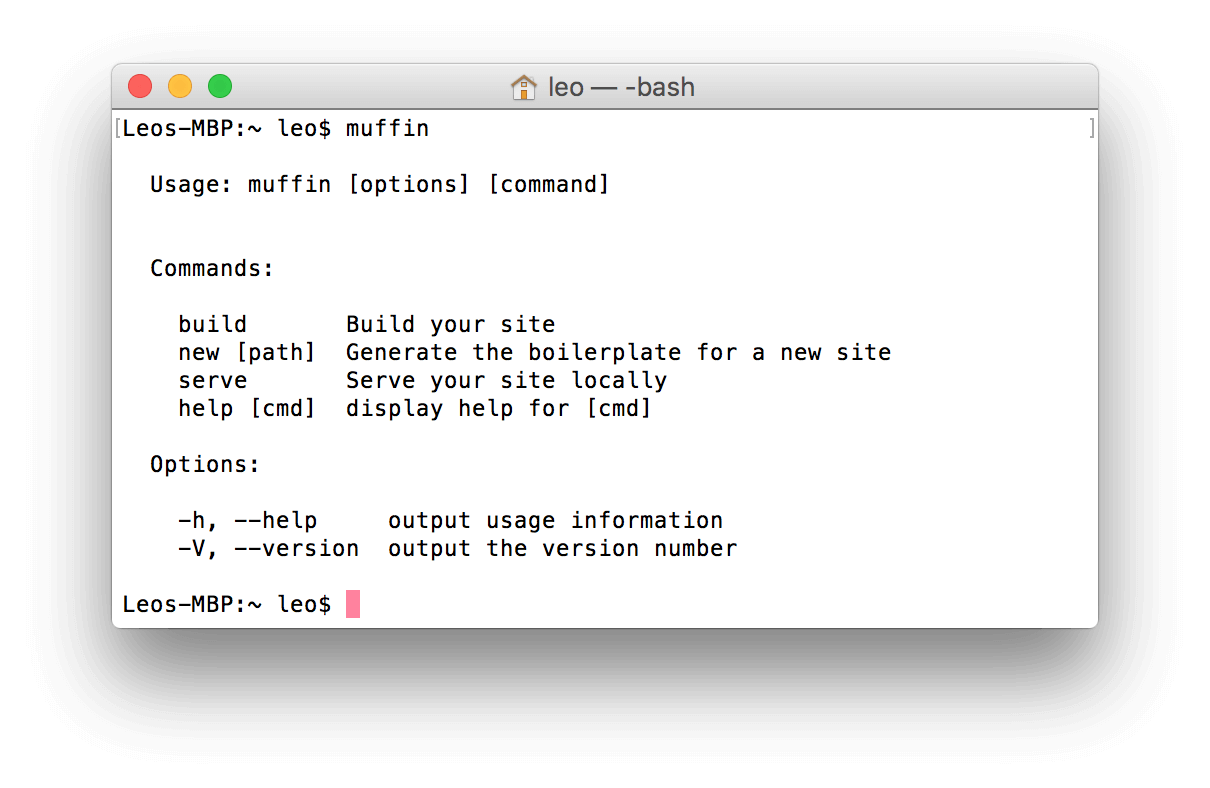 leo — -bash
[Leos-MBP:~ leo$ muffin ]
Usage: muffin [options] [command]
Commands:
build Build your site
new [path] Generate the boilerplate for a new site
serve Serve your site locally
help [cmd] display help for [cmd]
Options:
-h, --help output usage information
-V, --version output the version number
Leos-MBP:~ leo$